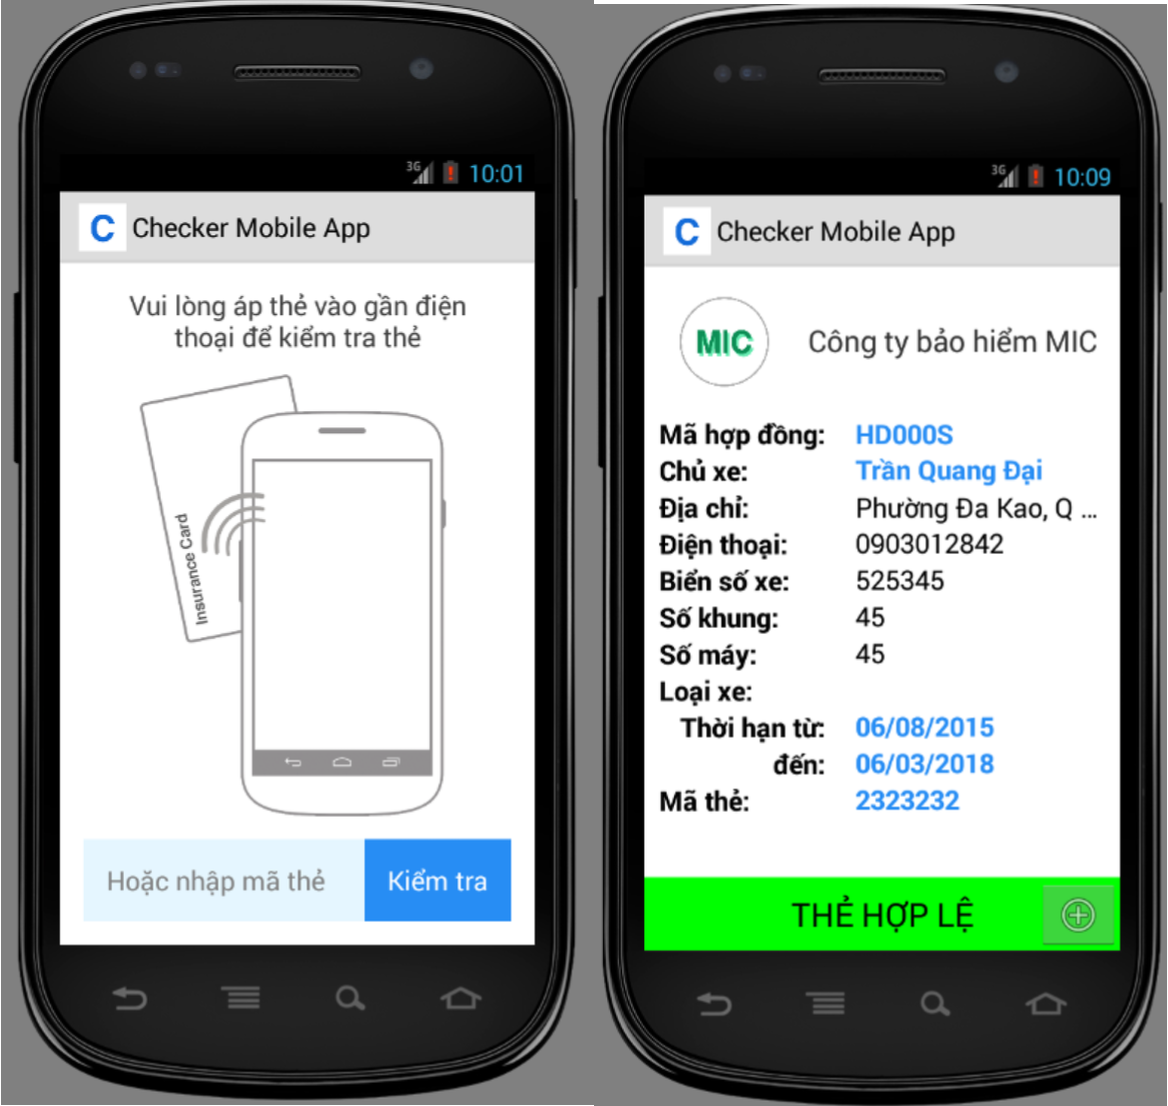 3G 10:01
C Checker Mobile App
Vui lòng áp thẻ vào gần điện
thoại để kiểm tra thẻ
Insurance Card
Hoặc nhập mã thẻ
Kiểm tra
3G 10:09
C Checker Mobile App
MIC Công ty bảo hiểm MIC
Mã hợp đồng: HD000S
Chủ xe: Trần Quang Đại
Địa chỉ: Phường Đa Kao, Q ...
Điện thoại: 0903012842
Biển số xe: 525345
Số khung: 45
Số máy: 45
Loại xe:
Thời hạn từ: 06/08/2015
đến: 06/03/2018
Mã thẻ: 2323232
THẺ HỢP LỆ